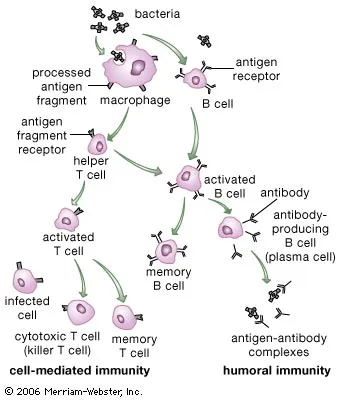 bacteria
antigen
receptor
processed
antigen
fragment
macrophage
B cell
antigen
fragment
receptor
helper
T cell
activated
B cell
antibody
antibody-
producing
B cell
(plasma cell)
activated
T cell
memory
B cell
infected
cell
cytotoxic T cell
(killer T cell)
memory
T cell
antigen-antibody
complexes
cell-mediated immunity
humoral immunity
© 2006 Merriam-Webster, Inc.